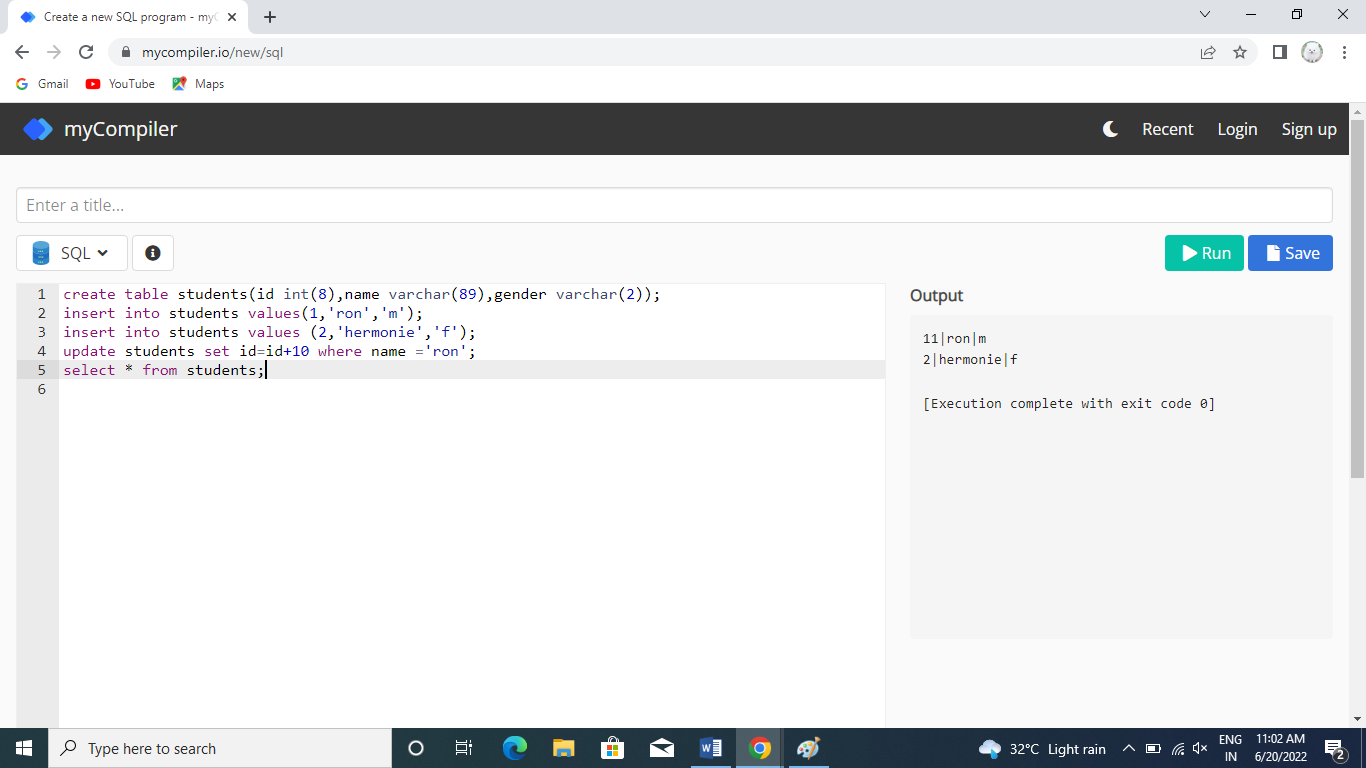 Create a new SQL program - my
mycompiler.io/new/sql
Gmail YouTube Maps
myCompiler Recent Login Sign up
Enter a title...
SQL Run Save
1 create table students(id int(8),name varchar(89),gender varchar(2));
2 insert into students values(1,'ron','m');
3 insert into students values (2,'hermonie','f');
4 update students set id=id+10 where name ='ron';
5 select * from students;
6
Output
11|ron|m
2|hermonie|f
[Execution complete with exit code 0]
Type here to search
32°C Light rain
ENG
IN
11:02 AM
6/20/2022
2